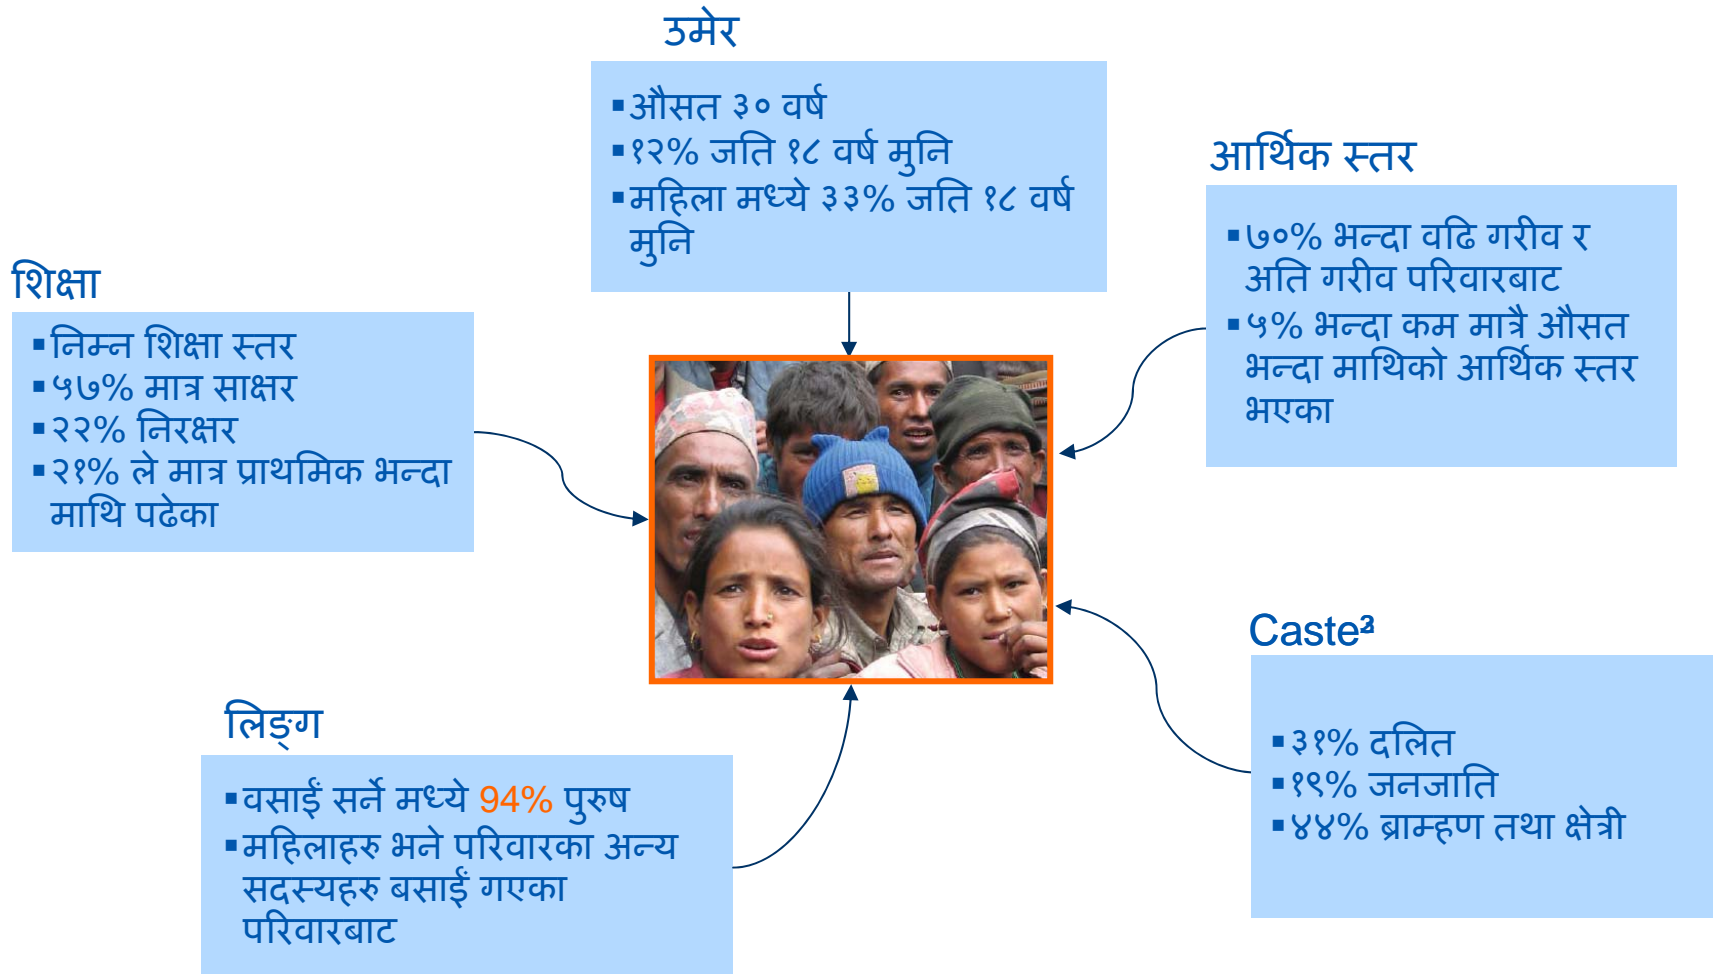 उमेर
▪औसत ३० वर्ष
▪१२% जति १८ वर्ष मुनि
▪महिला मध्ये ३३% जति १८ वर्ष
मुनि
आर्थिक स्तर
▪७०% भन्दा वढि गरीव र
अति गरीव परिवारबाट
▪५% भन्दा कम मात्रै औसत
भन्दा माथिको आर्थिक स्तर
भएका
शिक्षा
▪निम्न शिक्षा स्तर
▪५७% मात्र साक्षर
▪२२% निरक्षर
▪२१% ले मात्र प्राथमिक भन्दा
माथि पढेका
Caste
▪३१% दलित
▪१९% जनजाति
▪४४% ब्राम्हण तथा क्षेत्री
लिङ्ग
▪वसाईं सर्ने मध्ये 94% पुरुष
▪महिलाहरु भने परिवारका अन्य
सदस्यहरु बसाईं गएका
परिवारबाट